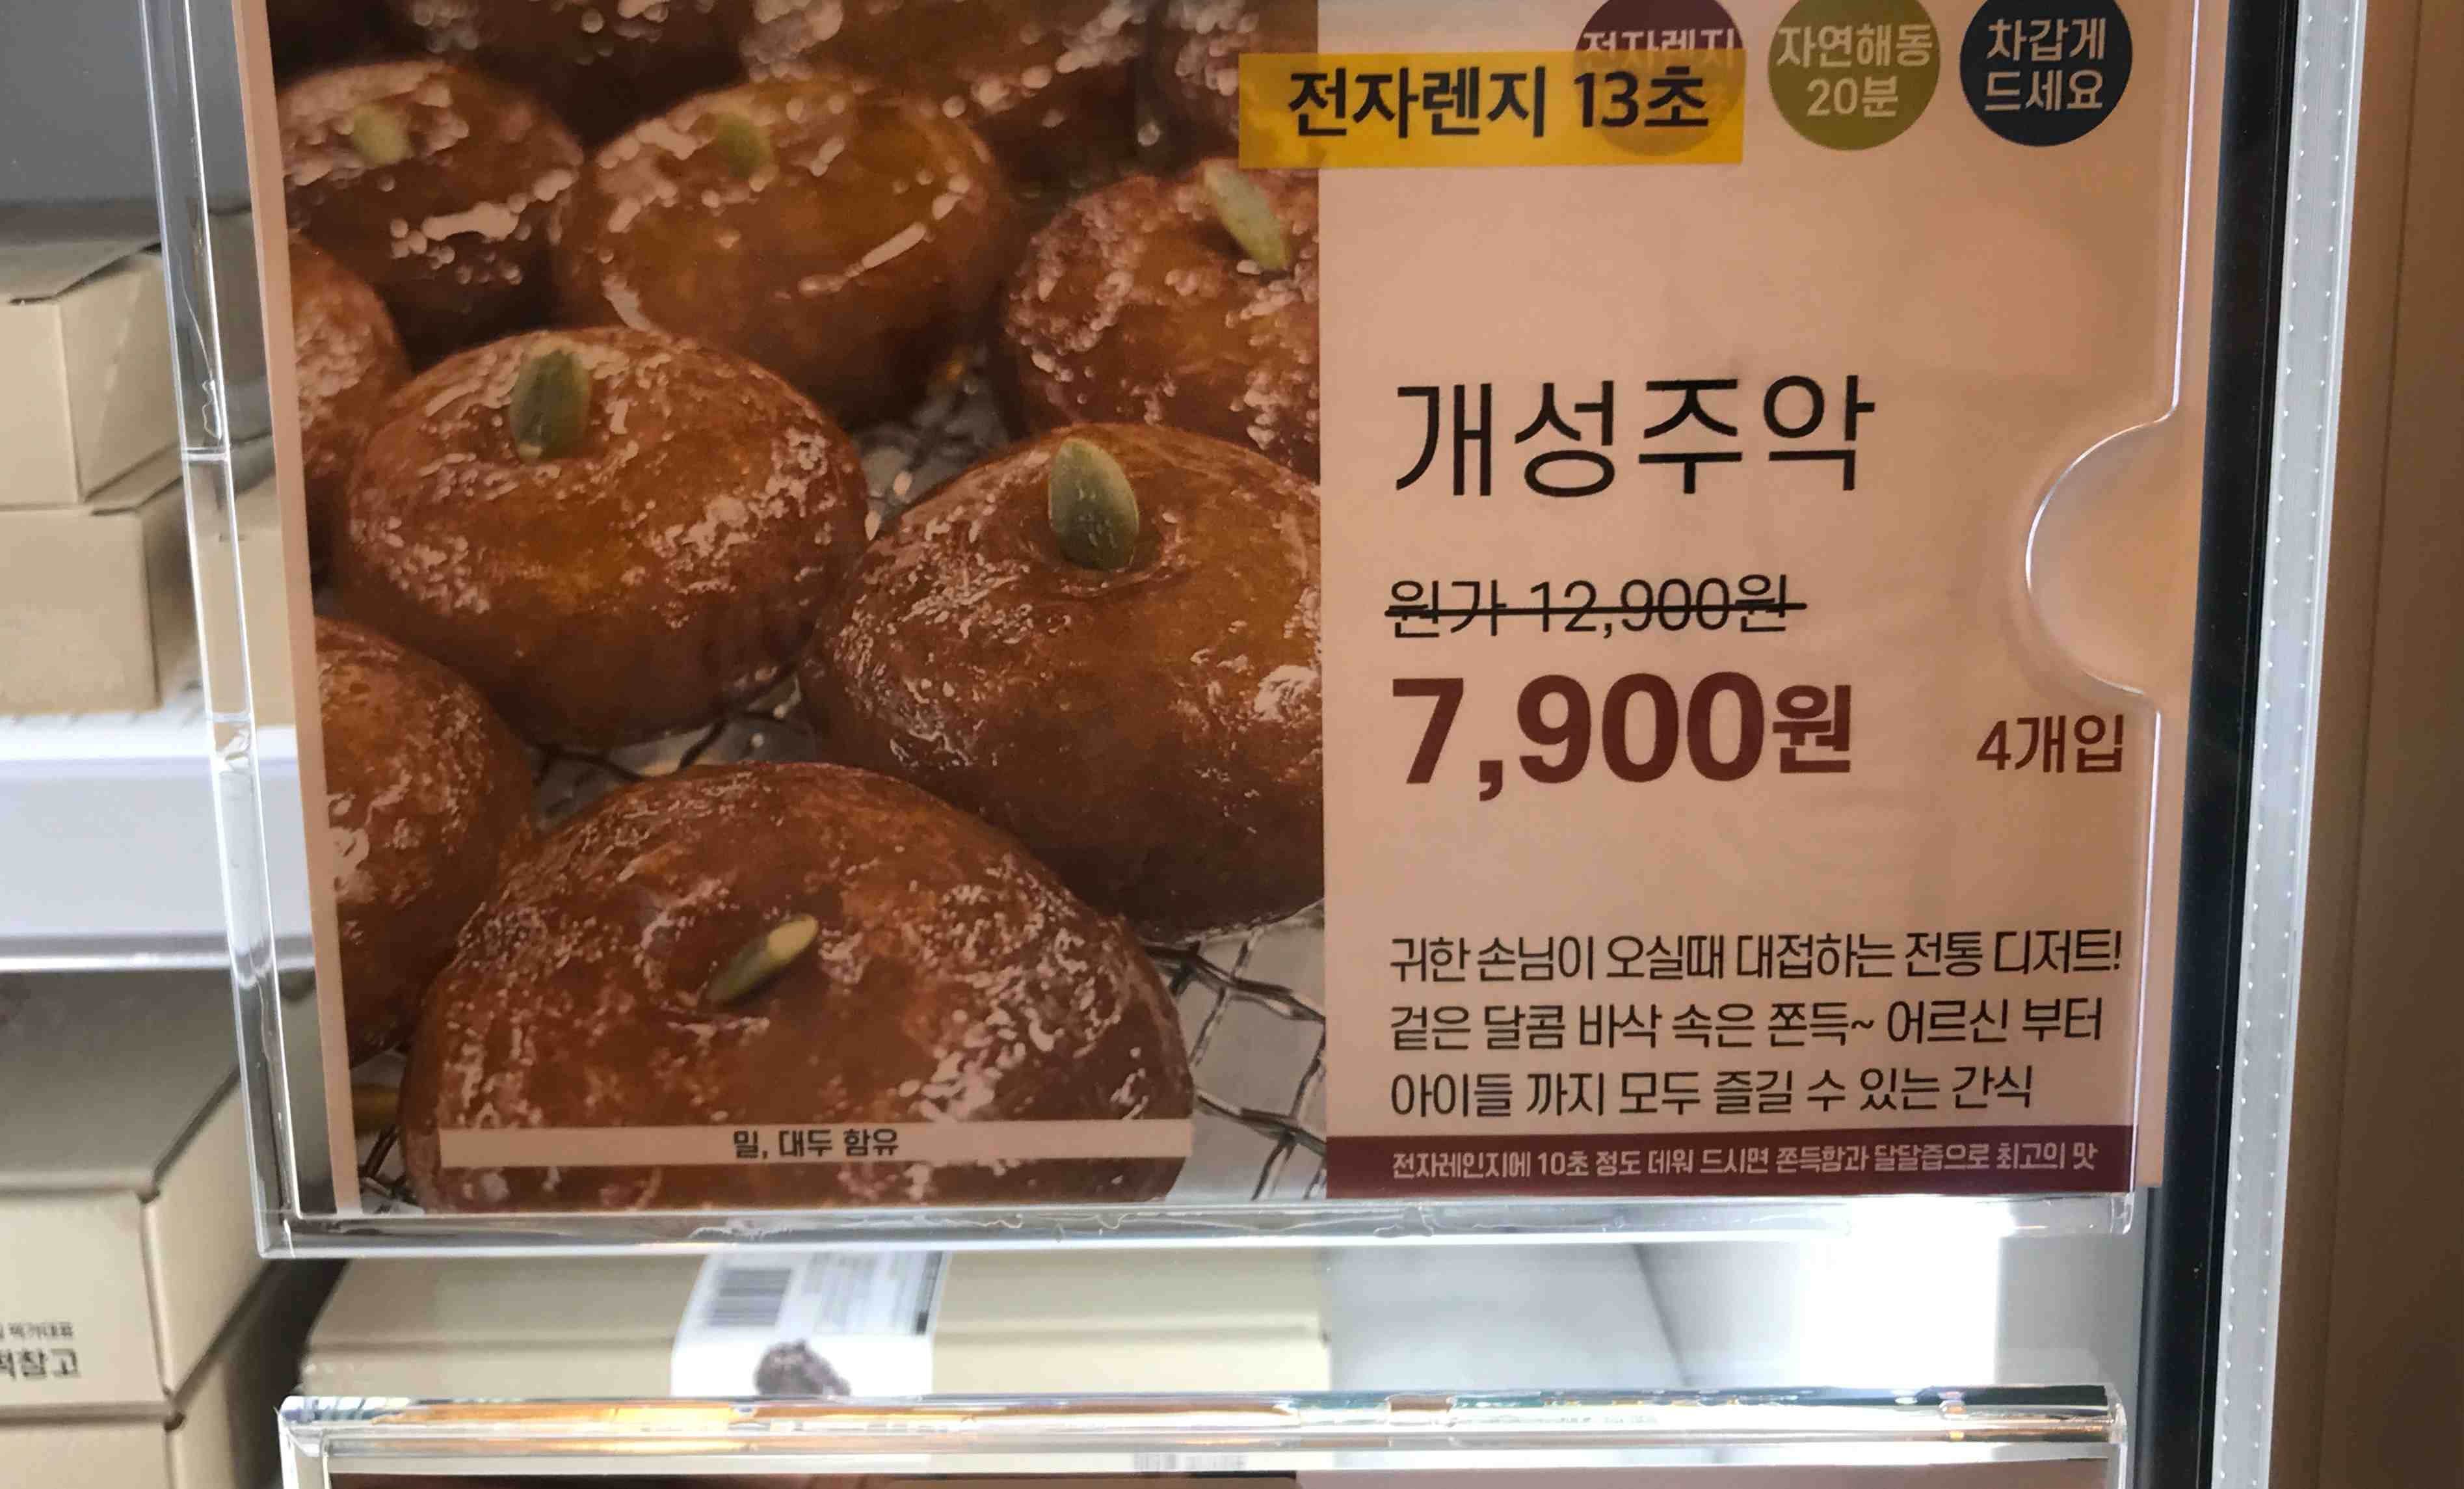 전자렌지 13초
자연해동
20분
차갑게
드세요
개성주악
원가 12,900원
7,900원
4개입
귀한 손님이 오실때 대접하는 전통 디저트!
겉은 달콤 바삭 속은 쫀득~ 어르신 부터
아이들 까지 모두 즐길 수 있는 간식
전자레인지에 10초 정도 데워 드시면 쫀득함과 달달즙으로 최고의 맛
밀, 대두 함유
떡참고